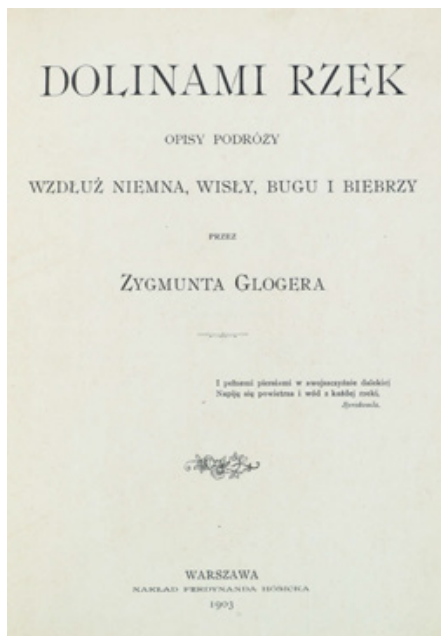 DOLINAMI RZEK
OPISY PODRÓŻY
WZDŁUŻ NIEMNA, WISŁY, BUGU I BIEBRZY
PRZEZ
ZYGMUNTA GLOGERA
I pełnemi piersiami w swojszczyźnie dalekiej
Napiję się powietrza i wód z każdej rzeki,
Syrokomla.
WARSZAWA
NAKŁAD FERDYNANDA HÖSICKA
1903